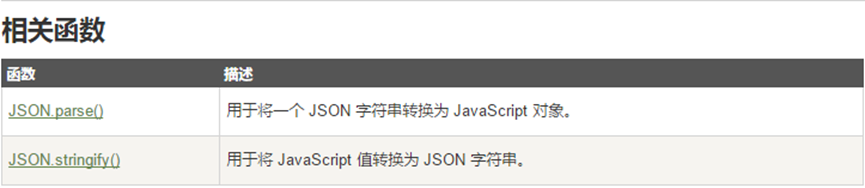 相关函数
函数 描述
JSON.parse() 用于将一个 JSON 字符串转换为 JavaScript 对象。
JSON.stringify() 用于将 JavaScript 值转换为 JSON 字符串。